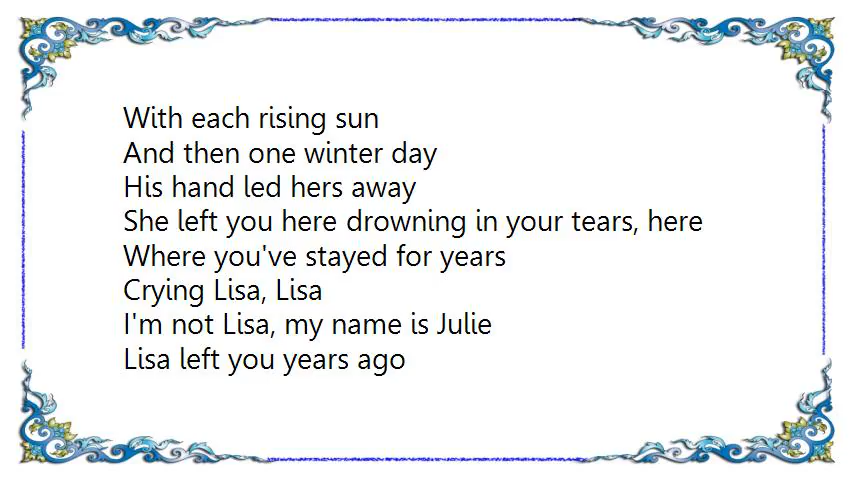 With each rising sun
And then one winter day
His hand led hers away
She left you here drowning in your tears, here
Where you've stayed for years
Crying Lisa, Lisa
I'm not Lisa, my name is Julie
Lisa left you years ago